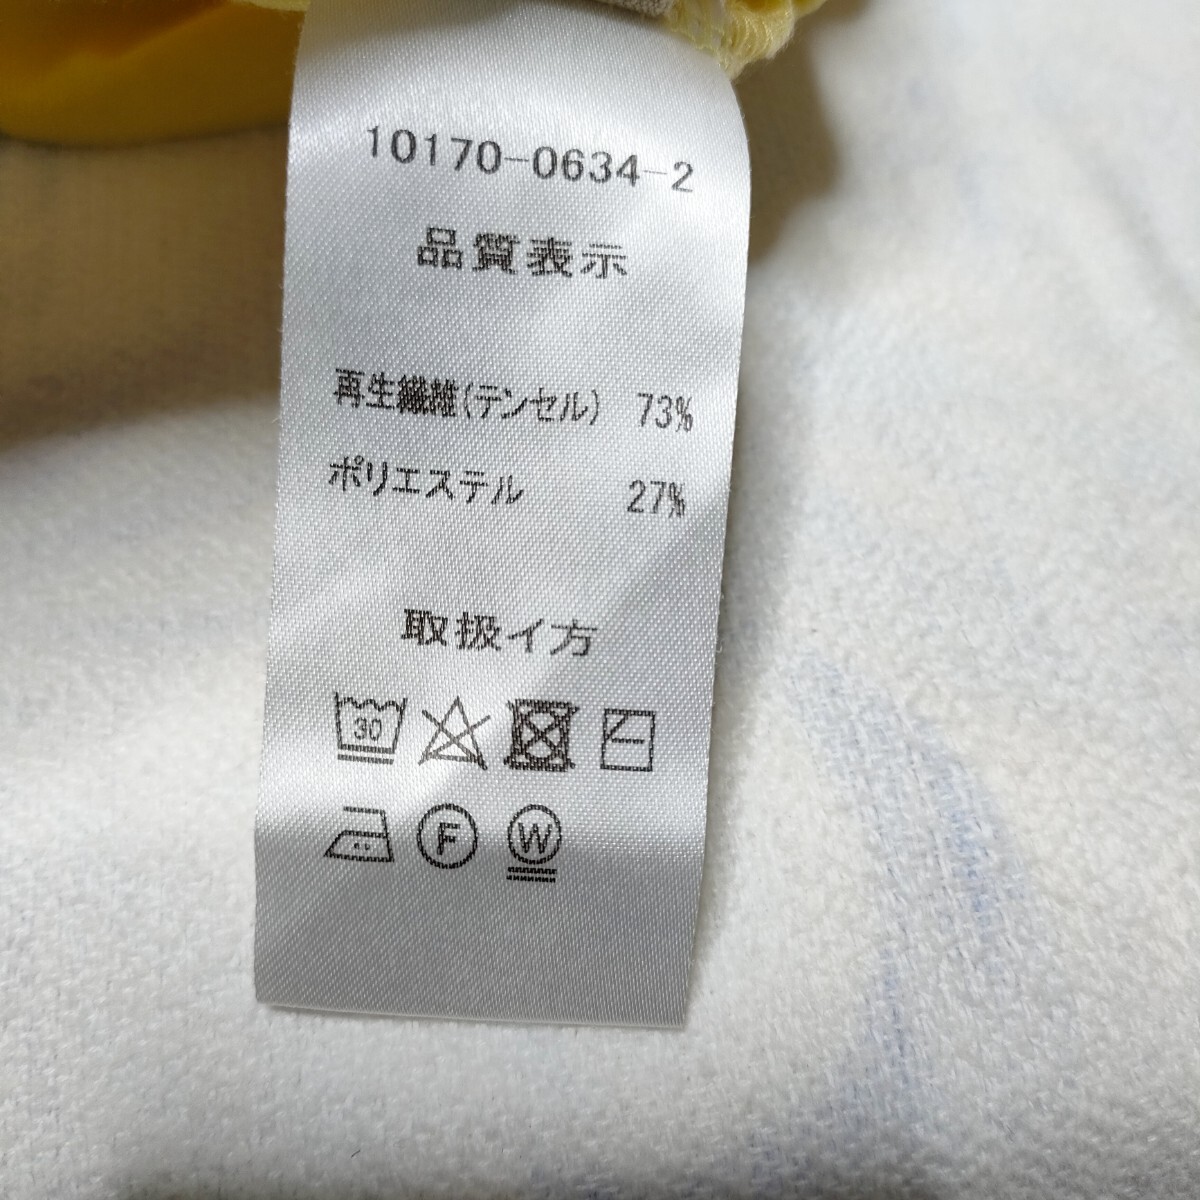 10170-0634-2
品質表示
再生繊維(テンセル) 73%
ポリエステル 27%
取扱イ方
30
F W